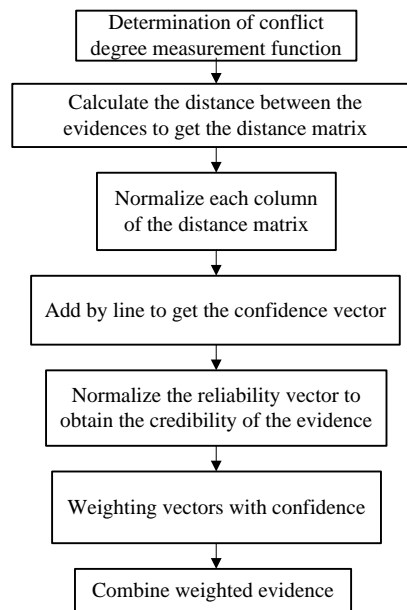 Determination of conflict
degree measurement function
Calculate the distance between the
evidences to get the distance matrix
Normalize each column
of the distance matrix
Add by line to get the confidence vector
Normalize the reliability vector to
obtain the credibility of the evidence
Weighting vectors with confidence
Combine weighted evidence